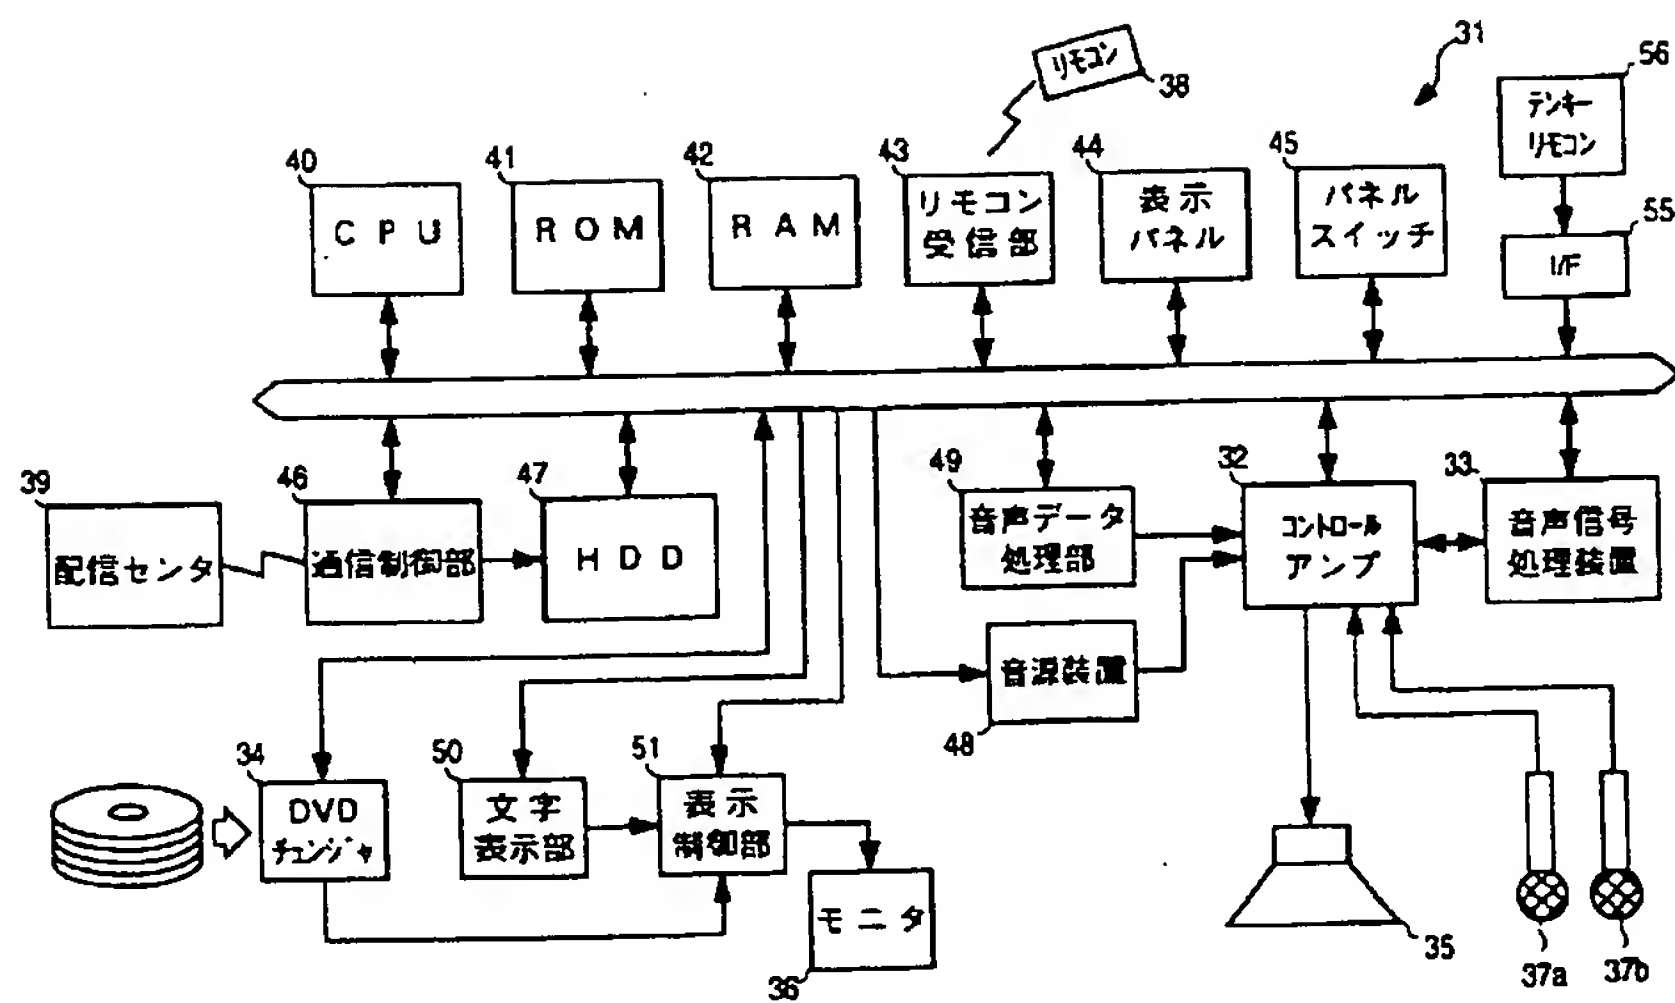 31
リモコン
38
56
テンキー
リモコン
40
CPU
41
ROM
42
RAM
43
リモコン
受信部
44
表示
パネル
45
パネル
スイッチ
55
I/F
39
配信センタ
46
通信制御部
47
HDD
49
音声データ
処理部
32
コントロール
アンプ
33
音声信号
処理装置
音源装置
48
34
DVD
チェンジャ
50
文字
表示部
51
表示
制御部
モニタ
36
35
37a
37b